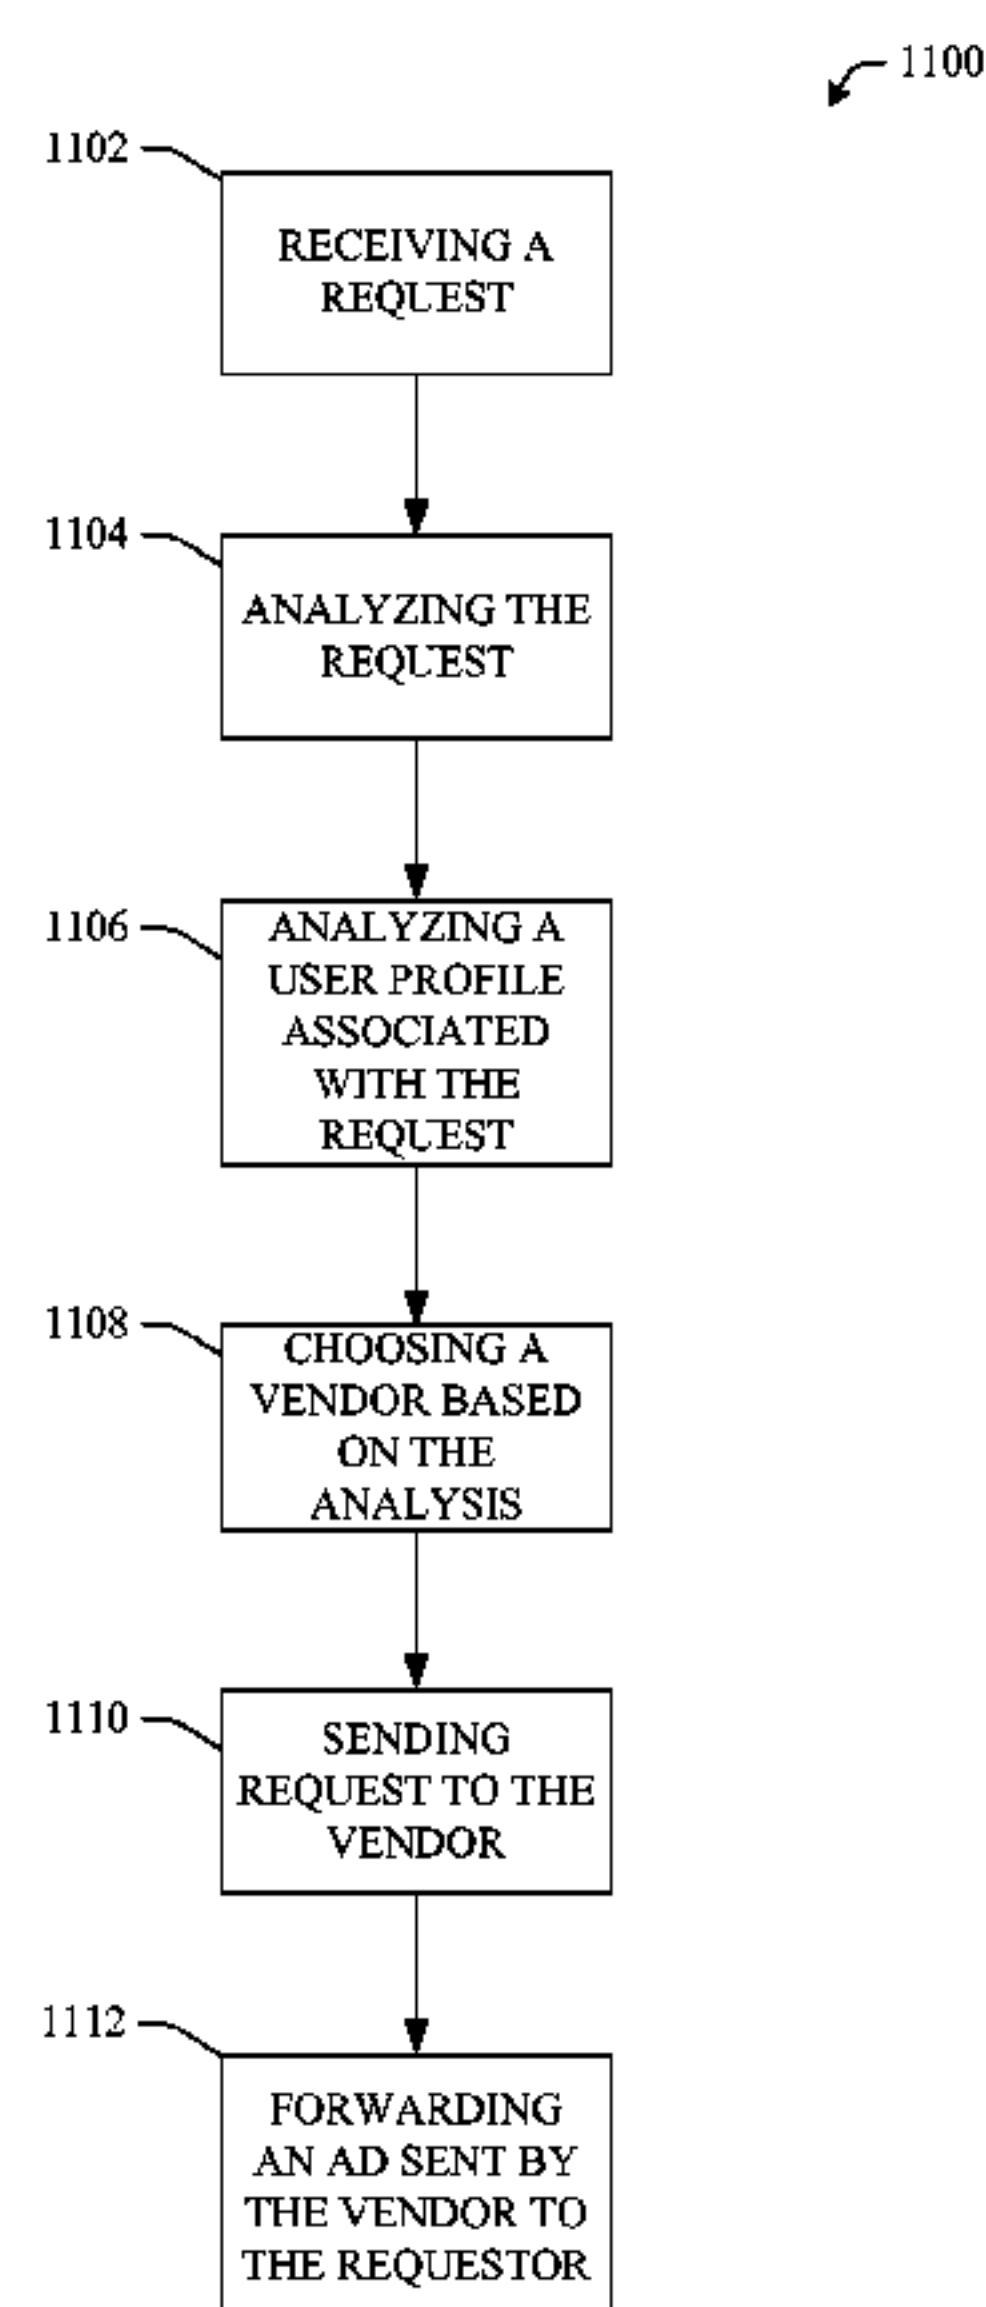 1100
1102
RECEIVING A
REQUEST
1104
ANALYZING THE
REQUEST
1106
ANALYZING A
USER PROFILE
ASSOCIATED
WITH THE
REQUEST
1108
CHOOSING A
VENDOR BASED
ON THE
ANALYSIS
1110
SENDING
REQUEST TO THE
VENDOR
1112
FORWARDING
AN AD SENT BY
THE VENDOR TO
THE REQUESTOR